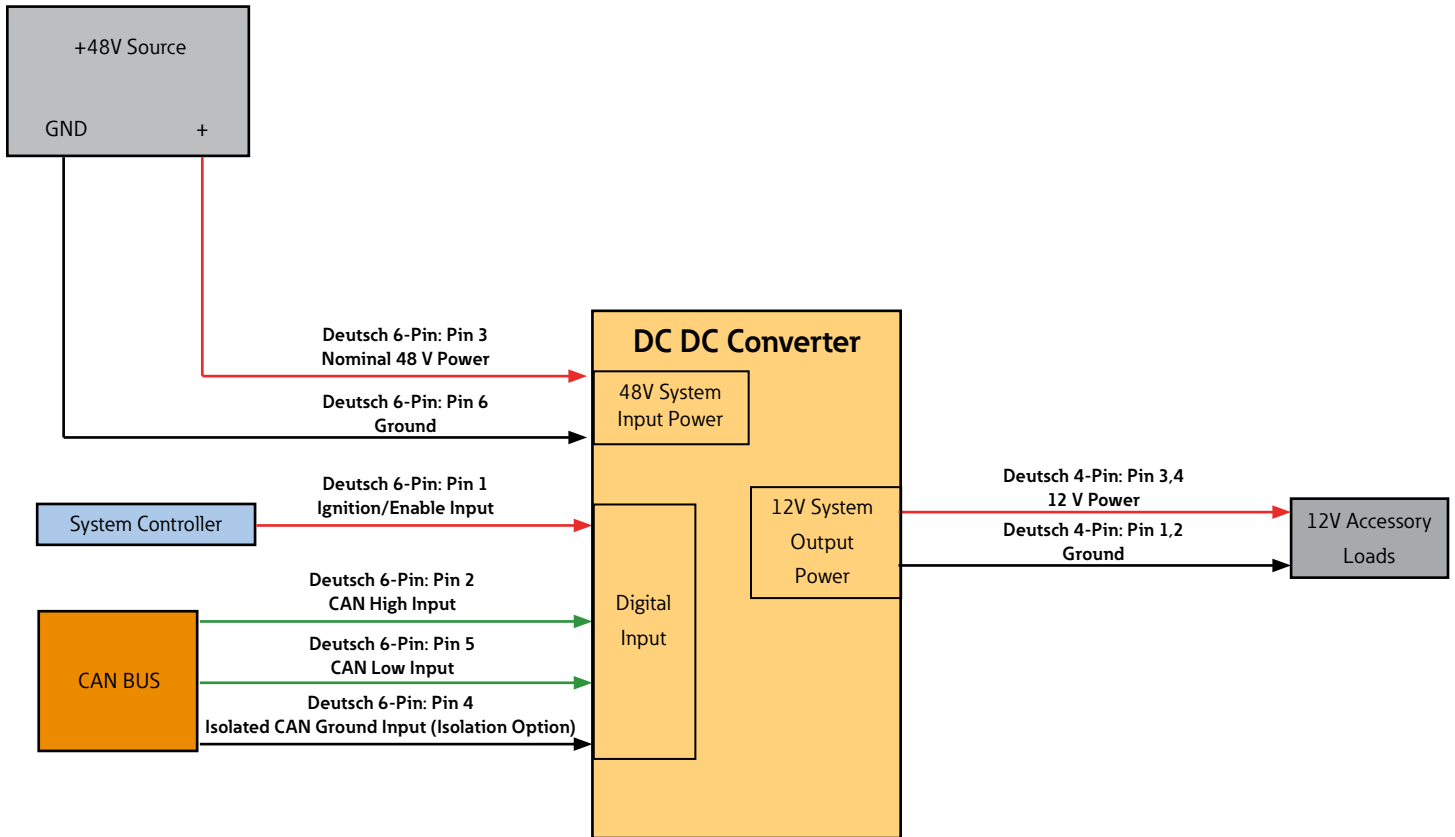 +48V Source
GND
+
Deutsch 6-Pin: Pin 3
Nominal 48 V Power
Deutsch 6-Pin: Pin 6
Ground
Deutsch 6-Pin: Pin 1
Ignition/Enable Input
System Controller
Deutsch 6-Pin: Pin 2
CAN High Input
Deutsch 6-Pin: Pin 5
CAN Low Input
CAN BUS
Deutsch 6-Pin: Pin 4
Isolated CAN Ground Input (Isolation Option)
DC DC Converter
48V System
Input Power
Digital
Input
12V System
Output
Power
Deutsch 4-Pin: Pin 3,4
12 V Power
Deutsch 4-Pin: Pin 1,2
Ground
12V Accessory
Loads